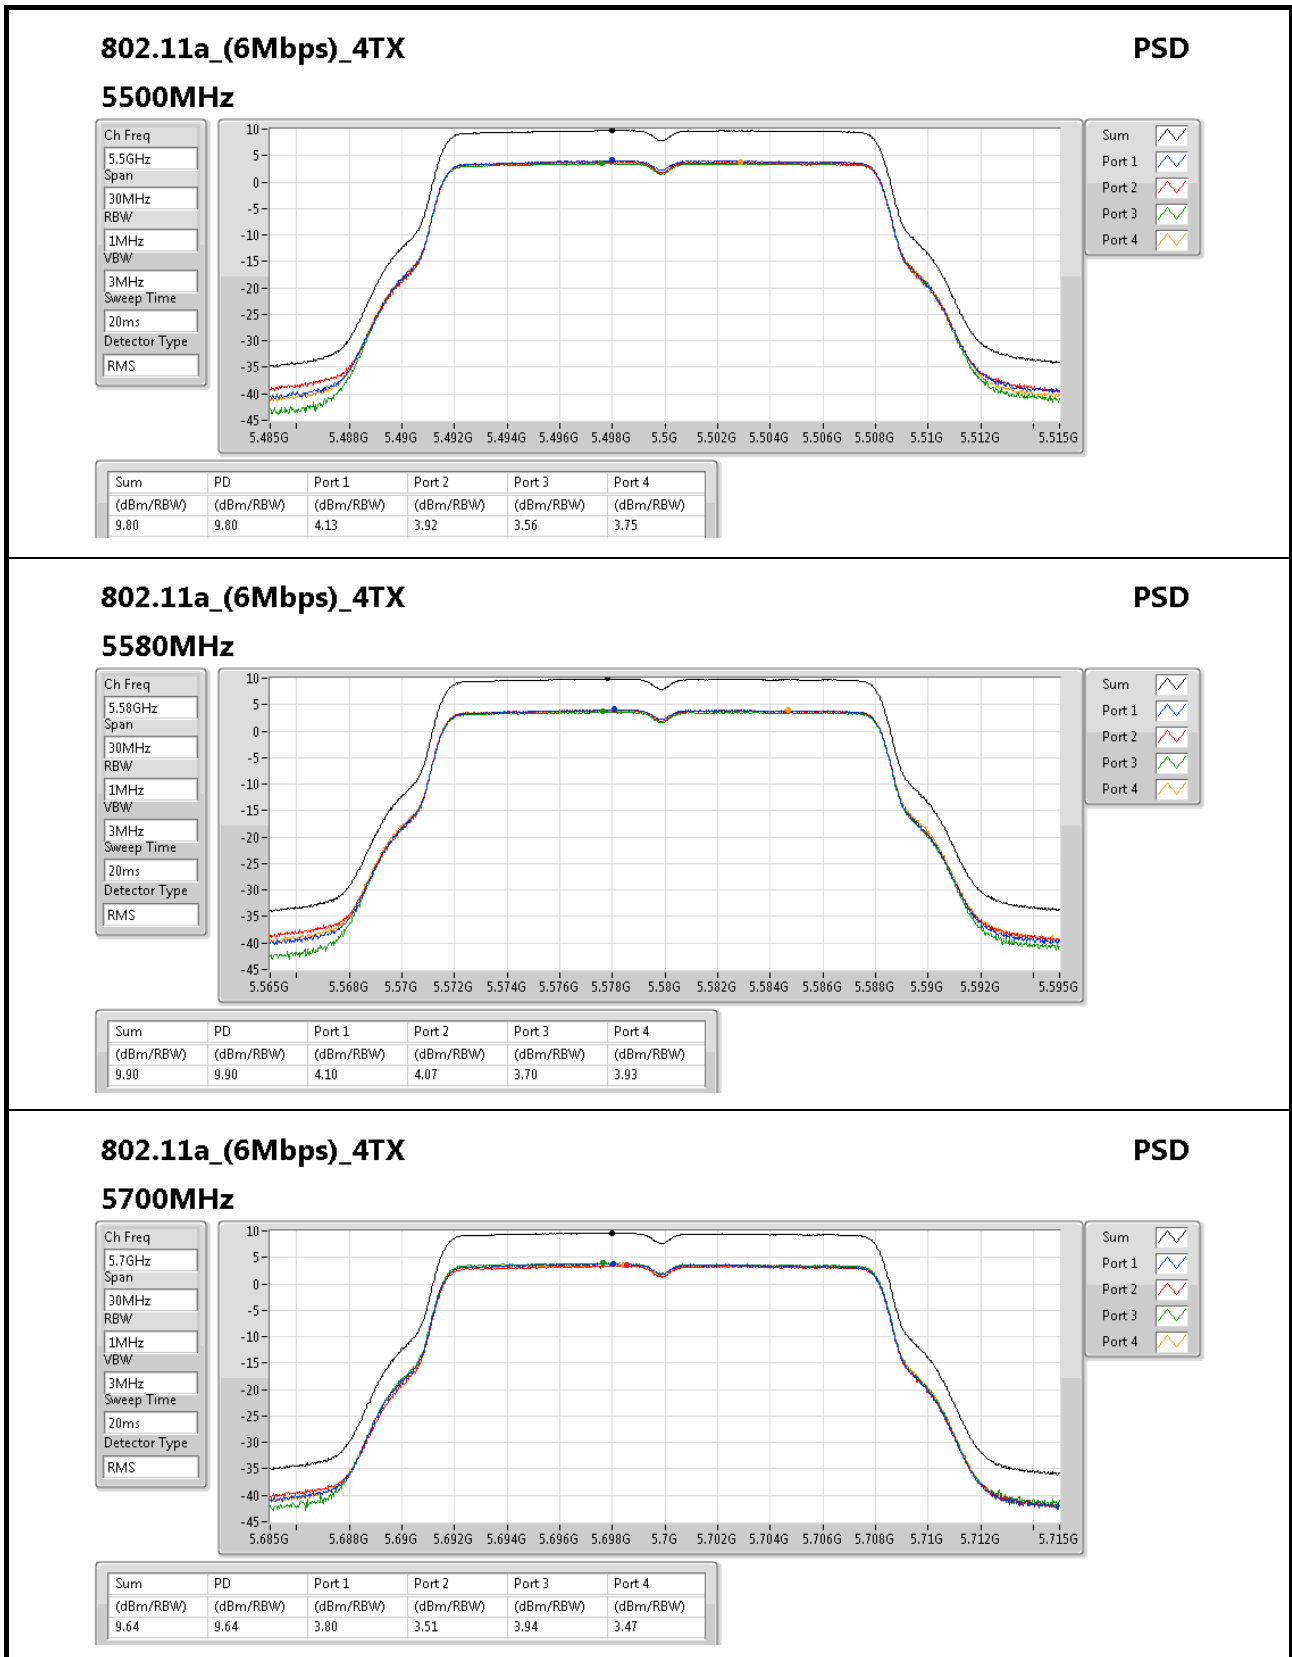 802.11a_(6Mbps)_4TX PSD
5500MHz
Ch Freq
5.5GHz
Span
30MHz
RBW
1MHz
VBW
3MHz
Sweep Time
20ms
Detector Type
RMS
10
5
0
-5
-10
-15
-20
-25
-30
-35
-40
-45
5.485G 5.488G 5.49G 5.492G 5.494G 5.496G 5.498G 5.5G 5.502G 5.504G 5.506G 5.508G 5.51G 5.512G 5.515G
Sum
Port 1
Port 2
Port 3
Port 4
Sum PD Port 1 Port 2 Port 3 Port 4
(dBm/RBW) (dBm/RBW) (dBm/RBW) (dBm/RBW) (dBm/RBW) (dBm/RBW)
9.80 9.80 4.13 3.92 3.56 3.75
802.11a_(6Mbps)_4TX PSD
5580MHz
Ch Freq
5.58GHz
Span
30MHz
RBW
1MHz
VBW
3MHz
Sweep Time
20ms
Detector Type
RMS
10
5
0
-5
-10
-15
-20
-25
-30
-35
-40
-45
5.565G 5.568G 5.57G 5.572G 5.574G 5.576G 5.578G 5.58G 5.582G 5.584G 5.586G 5.588G 5.59G 5.592G 5.595G
Sum
Port 1
Port 2
Port 3
Port 4
Sum PD Port 1 Port 2 Port 3 Port 4
(dBm/RBW) (dBm/RBW) (dBm/RBW) (dBm/RBW) (dBm/RBW) (dBm/RBW)
9.90 9.90 4.10 4.07 3.70 3.93
802.11a_(6Mbps)_4TX PSD
5700MHz
Ch Freq
5.7GHz
Span
30MHz
RBW
1MHz
VBW
3MHz
Sweep Time
20ms
Detector Type
RMS
10
5
0
-5
-10
-15
-20
-25
-30
-35
-40
-45
5.685G 5.688G 5.69G 5.692G 5.694G 5.696G 5.698G 5.7G 5.702G 5.704G 5.706G 5.708G 5.71G 5.712G 5.715G
Sum
Port 1
Port 2
Port 3
Port 4
Sum PD Port 1 Port 2 Port 3 Port 4
(dBm/RBW) (dBm/RBW) (dBm/RBW) (dBm/RBW) (dBm/RBW) (dBm/RBW)
9.64 9.64 3.80 3.51 3.94 3.47